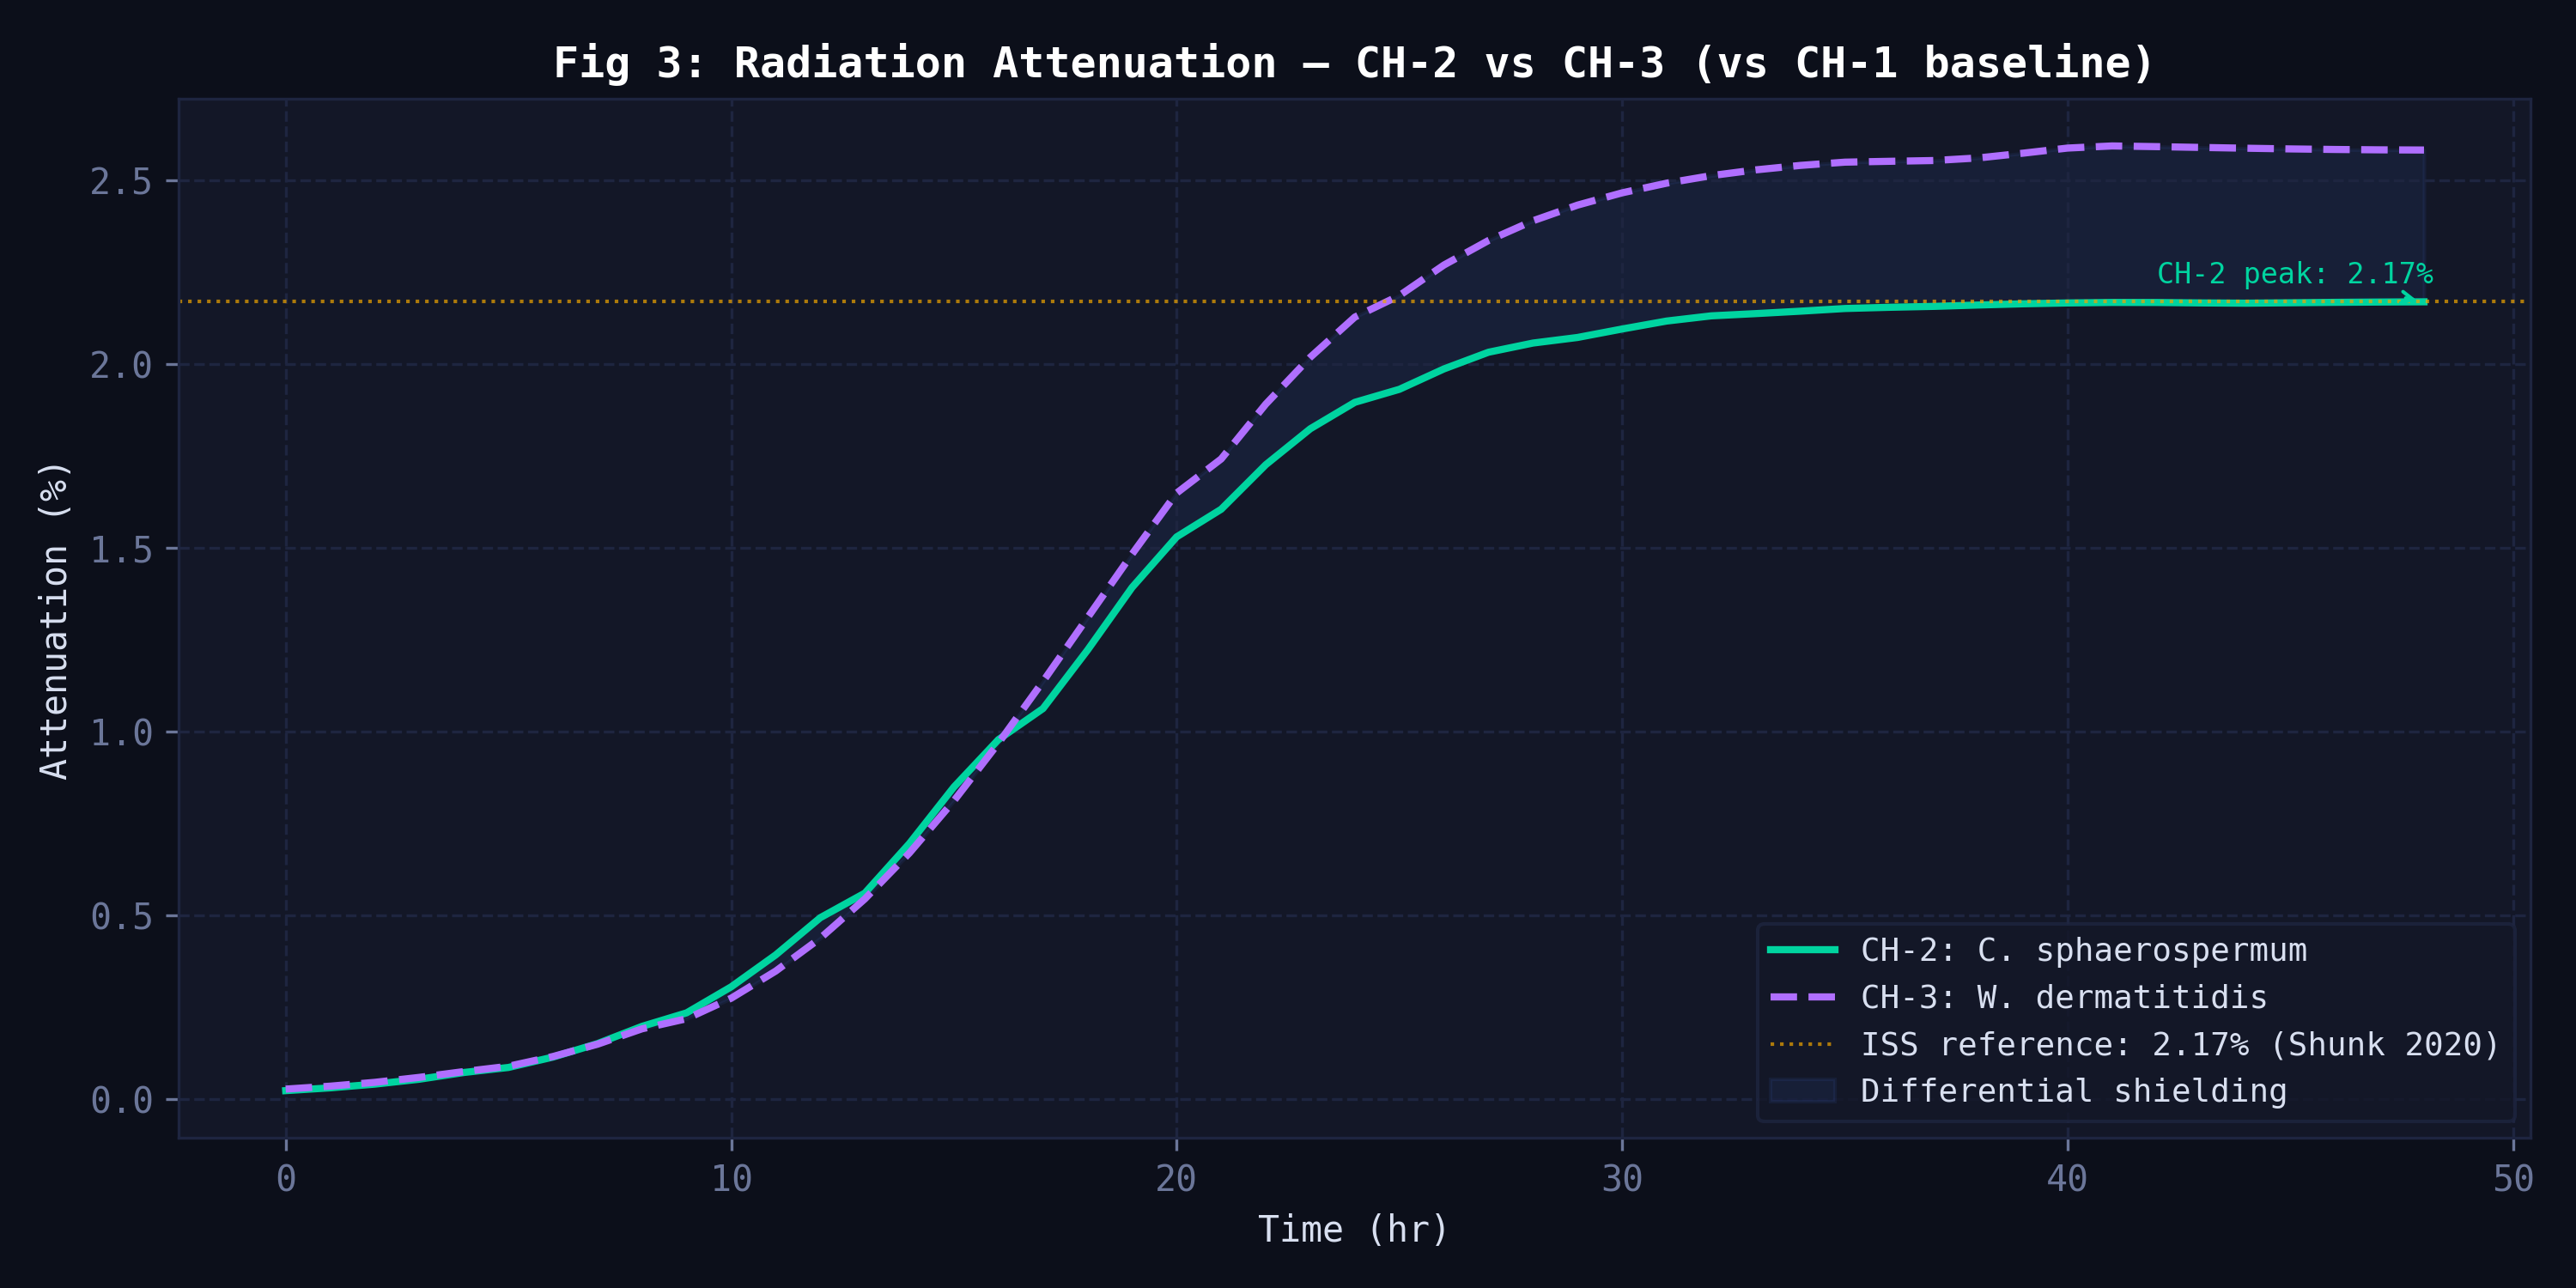 Fig 3: Radiation Attenuation — CH-2 vs CH-3 (vs CH-1 baseline)
Attenuation (%)
2.5
2.0
1.5
1.0
0.5
0.0
CH-2 peak: 2.17%
CH-2: C. sphaerospermum
CH-3: W. dermatitidis
ISS reference: 2.17% (Shunk 2020)
Differential shielding
0 10 20 30 40 50
Time (hr)